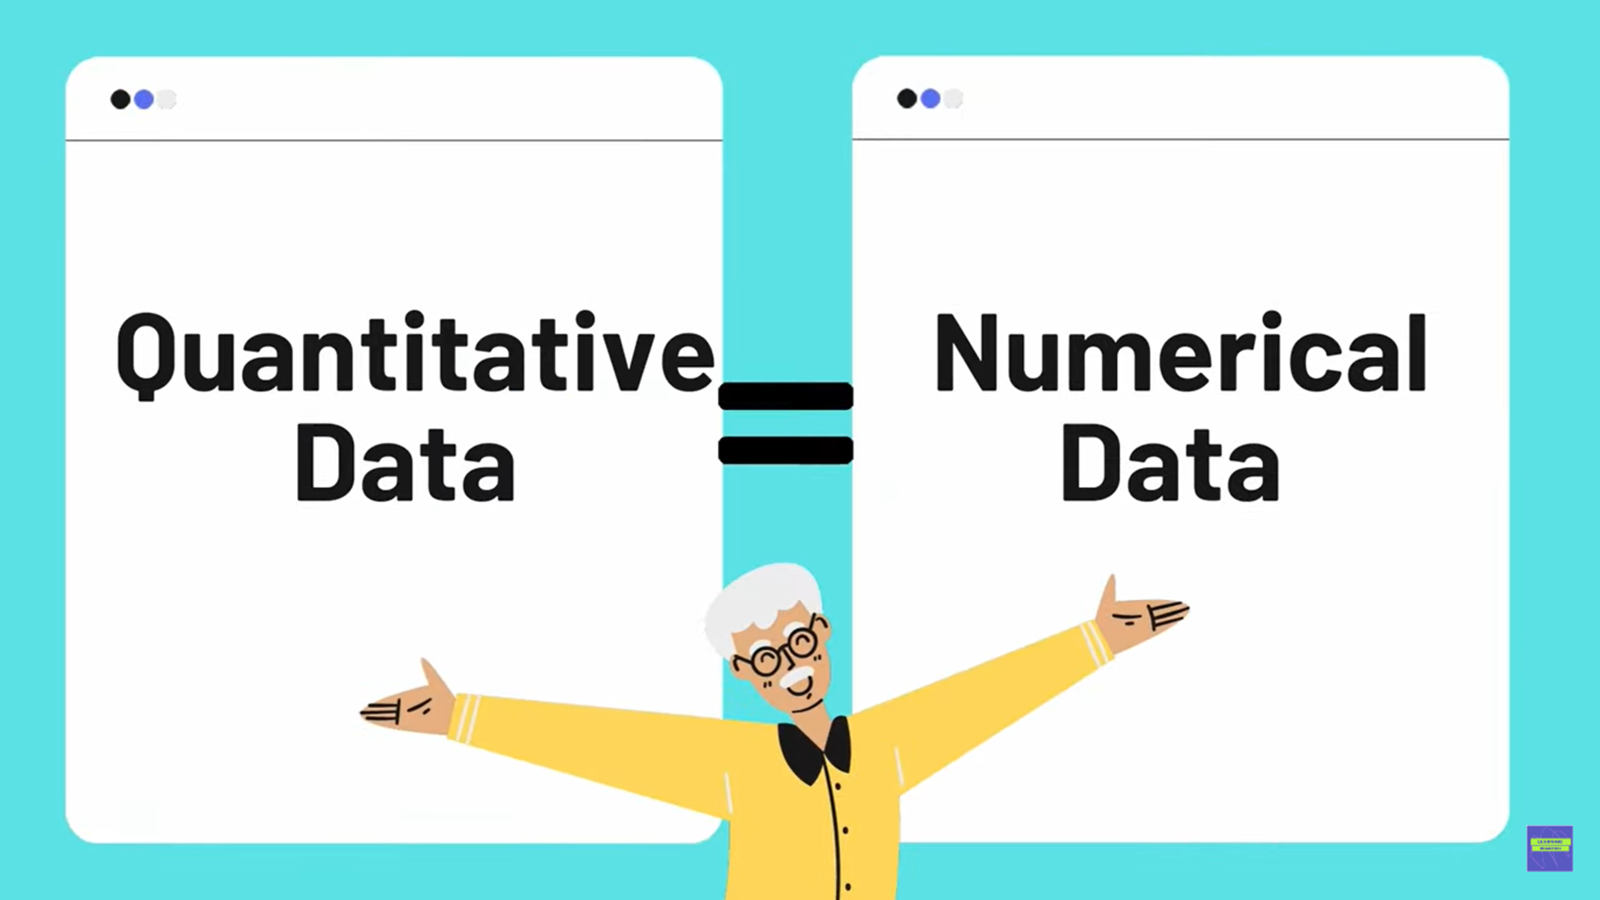 Quantitative
Data
=
Numerical
Data